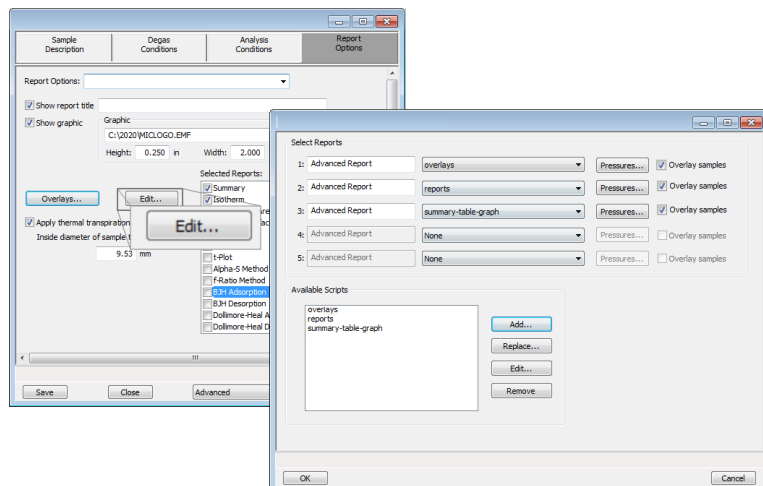 Sample
Description
Degas
Conditions
Analysis
Conditions
Report
Options
Report Options:
Show report title
Show graphic
Graphic
C:\2020\MICLOGO.EMF
Height: 0.250 in Width: 2.000
Selected Reports:
Summary
Isotherm
Overlays...
Edit...
Edit...
Apply thermal transpiration
Inside diameter of sample
9.53 mm
t-Plot
Alpha-S Method
f-Ratio Method
BJH Adsorption
BJH Desorption
Dollimore-Heal A
Dollimore-Heal D
Save Close Advanced
Select Reports
1: Advanced Report overlays Pressures... Overlay samples
2: Advanced Report reports Pressures... Overlay samples
3: Advanced Report summary-table-graph Pressures... Overlay samples
4: Advanced Report None Pressures... Overlay samples
5: Advanced Report None Pressures... Overlay samples
Available Scripts
overlays
reports
summary-table-graph
Add...
Replace...
Edit...
Remove
OK Cancel